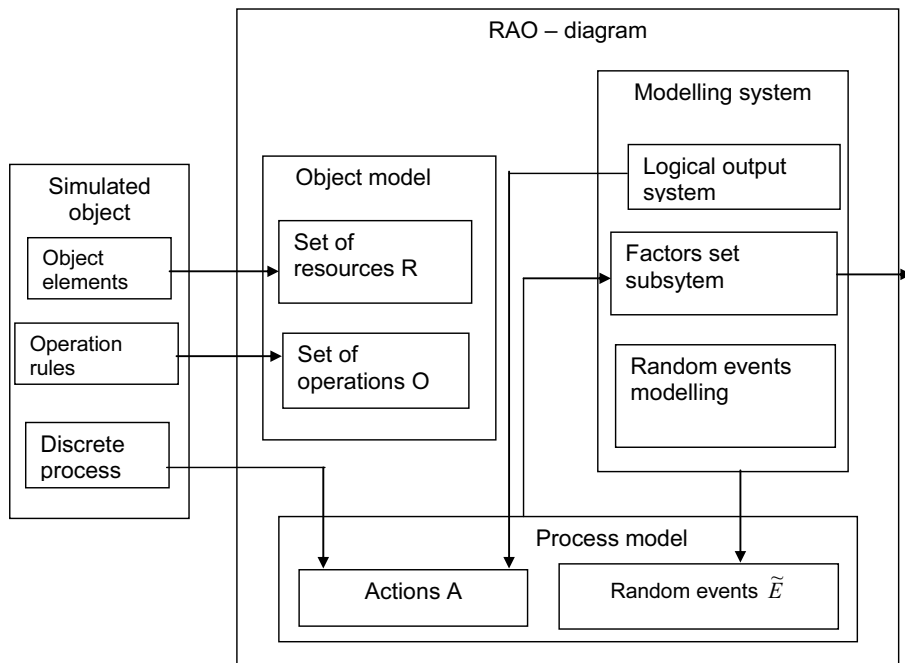 RAO – diagram
Simulated
object
Object
elements
Operation
rules
Discrete
process
Object model
Set of
resources R
Set of
operations O
Modelling system
Logical output
system
Factors set
subsytem
Random events
modelling
Process model
Actions A
Random events Ẽ